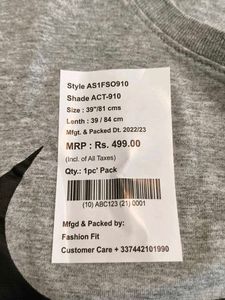 Style AS1FSO910
Shade ACT-910
Size : 39"/81 cms
Lenth : 39 / 84 cm
Mfgt. & Packed Dt. 2022/23
MRP : Rs. 499.00
(Incl. of All Taxes)
Qty.: 1pc' Pack
(10) ABC123 (21) 0001
Mfgd & Packed by:
Fashion Fit
Customer Care + 337442101990